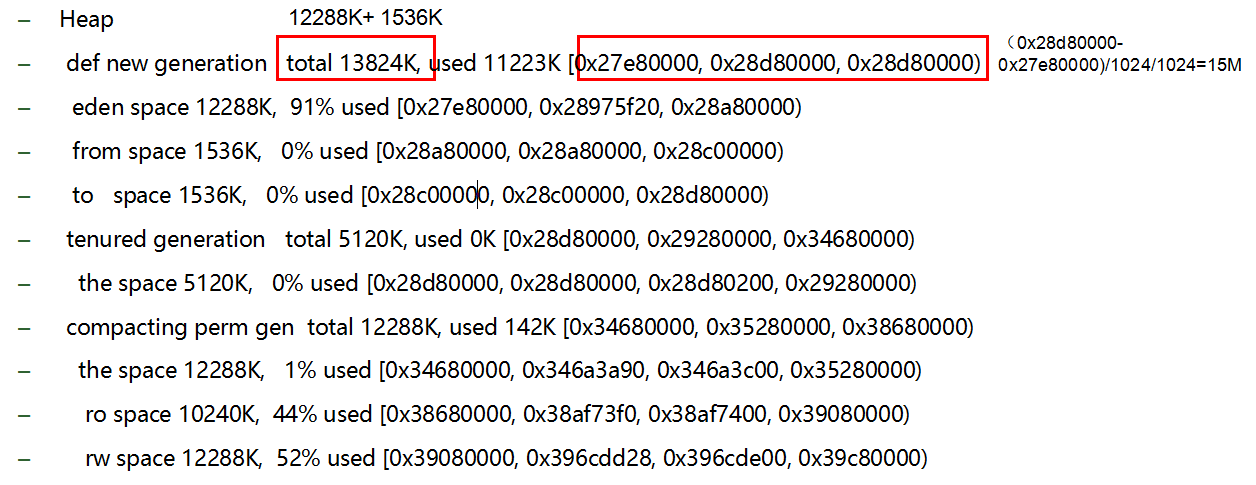 12288K+ 1536K
– Heap
– def new generation total 13824K, used 11223K [0x27e80000, 0x28d80000, 0x28d80000)
（0x28d80000-
0x27e80000)/1024/1024=15M
– eden space 12288K, 91% used [0x27e80000, 0x28975f20, 0x28a80000)
– from space 1536K, 0% used [0x28a80000, 0x28a80000, 0x28c00000)
– to space 1536K, 0% used [0x28c00000, 0x28c00000, 0x28d80000)
– tenured generation total 5120K, used 0K [0x28d80000, 0x29280000, 0x34680000)
– the space 5120K, 0% used [0x28d80000, 0x28d80000, 0x28d80200, 0x29280000)
– compacting perm gen total 12288K, used 142K [0x34680000, 0x35280000, 0x38680000)
– the space 12288K, 1% used [0x34680000, 0x346a3a90, 0x346a3c00, 0x35280000)
– ro space 10240K, 44% used [0x38680000, 0x38af73f0, 0x38af7400, 0x39080000)
– rw space 12288K, 52% used [0x39080000, 0x396cdd28, 0x396cde00, 0x39c80000)